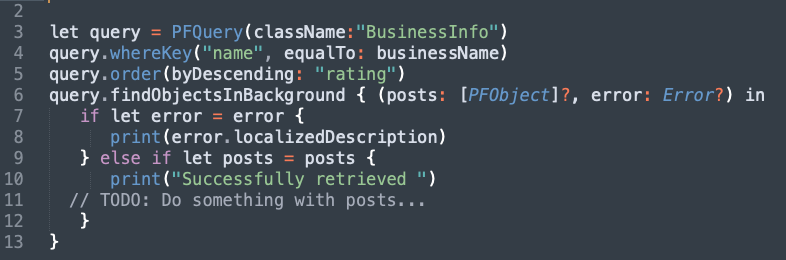 2
3 let query = PFQuery(className:"BusinessInfo")
4 query.whereKey("name", equalTo: businessName)
5 query.order(byDescending: "rating")
6 query.findObjectsInBackground { (posts: [PFObject]?, error: Error?) in
7    if let error = error {
8       print(error.localizedDescription)
9    } else if let posts = posts {
10      print("Successfully retrieved ")
11  // TODO: Do something with posts...
12   }
13 }